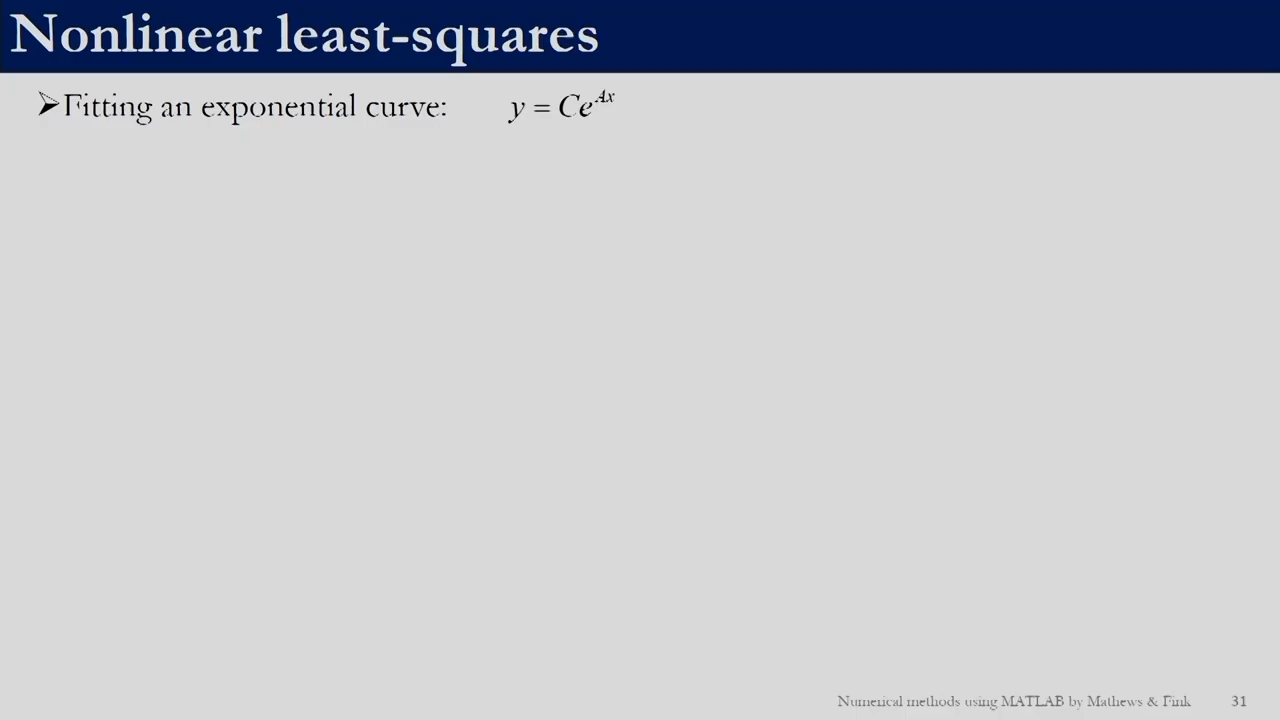 Nonlinear least-squares
➢Fitting an exponential curve: y = Ce^{Ax}
Numerical methods using MATLAB by Mathews & Fink 31